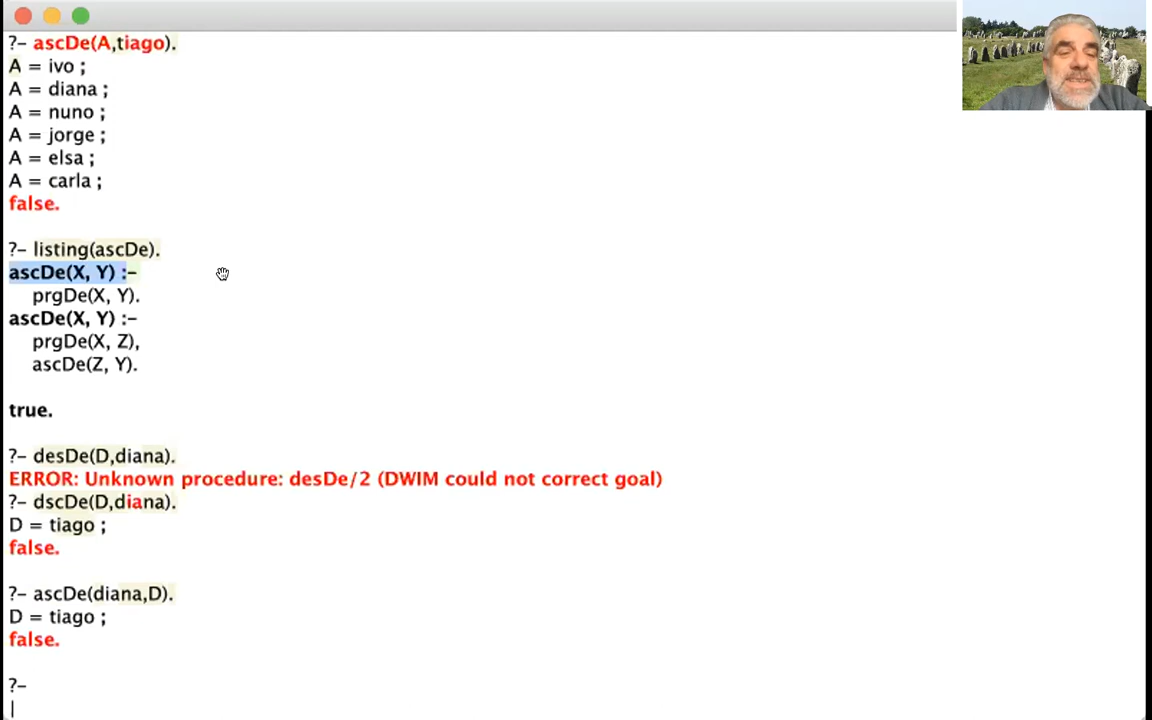 ?- ascDe(A,tiago).
A = ivo ;
A = diana ;
A = nuno ;
A = jorge ;
A = elsa ;
A = carla ;
false.
?- listing(ascDe).
ascDe(X, Y) :-
prgDe(X, Y).
ascDe(X, Y) :-
prgDe(X, Z),
ascDe(Z, Y).
true.
?- desDe(D,diana).
ERROR: Unknown procedure: desDe/2 (DWIM could not correct goal)
?- dscDe(D,diana).
D = tiago ;
false.
?- ascDe(diana,D).
D = tiago ;
false.
?-